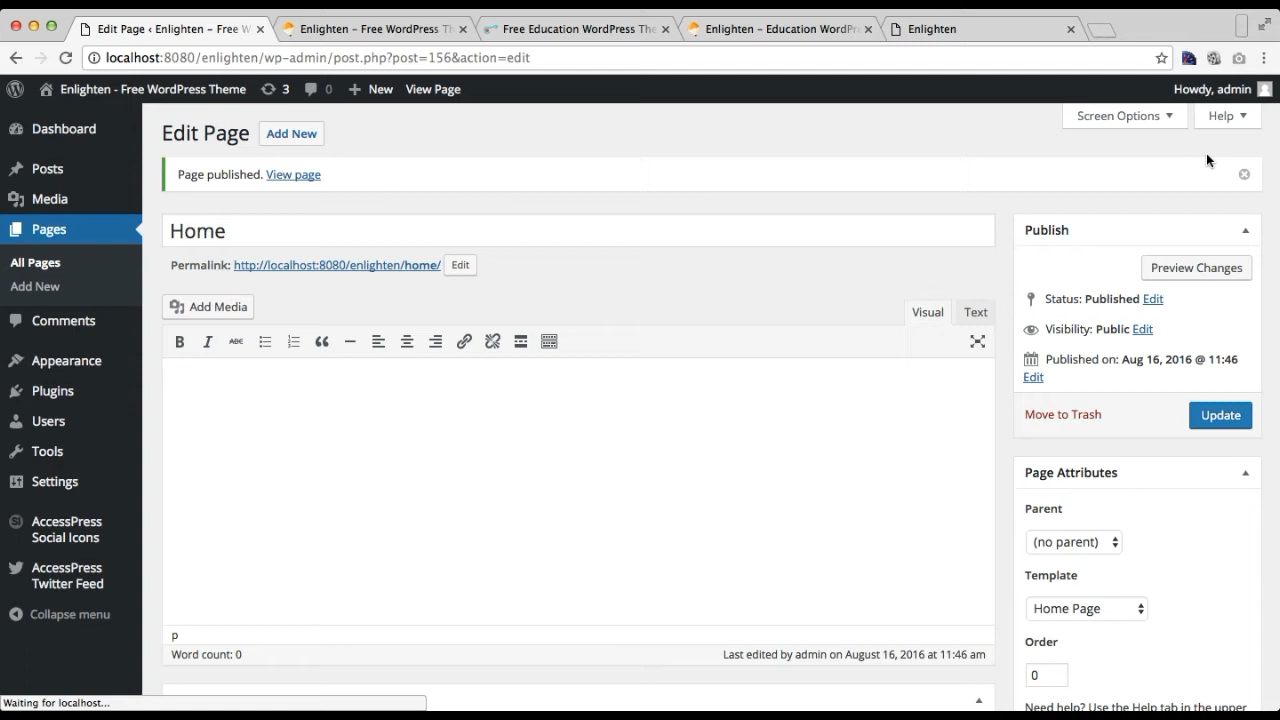 Edit Page ‹ Enlighten – Free W
Enlighten – Free WordPress Th
Free Education WordPress The
Enlighten – Education WordPr
Enlighten
localhost:8080/enlighten/wp-admin/post.php?post=156&action=edit
Enlighten - Free WordPress Theme
3
0
New
View Page
Howdy, admin
Dashboard
Posts
Media
Pages
All Pages
Add New
Comments
Appearance
Plugins
Users
Tools
Settings
AccessPress
Social Icons
AccessPress
Twitter Feed
Collapse menu
Screen Options
Help
Edit Page
Add New
Page published. View page
Home
Permalink: http://localhost:8080/enlighten/home/
Edit
Add Media
Visual
Text
B
I
ABC
p
Word count: 0
Last edited by admin on August 16, 2016 at 11:46 am
Publish
Preview Changes
Status: Published Edit
Visibility: Public Edit
Published on: Aug 16, 2016 @ 11:46
Edit
Move to Trash
Update
Page Attributes
Parent
(no parent)
Template
Home Page
Order
0
Need help? Use the Help tab in the upper
Waiting for localhost...